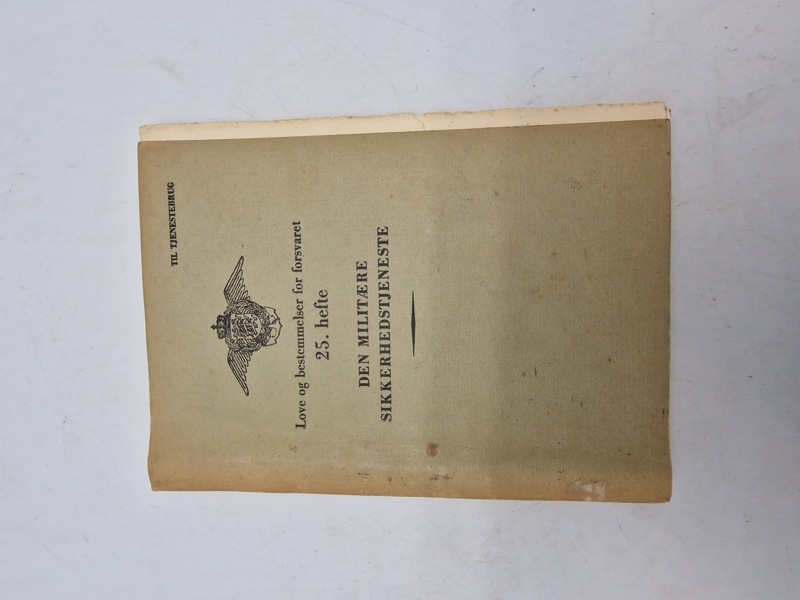 TIL TJENESTEBRUG
Love og bestemmelser for forsvaret
25. hefte
DEN MILITÆRE
SIKKERHEDSTJENESTE